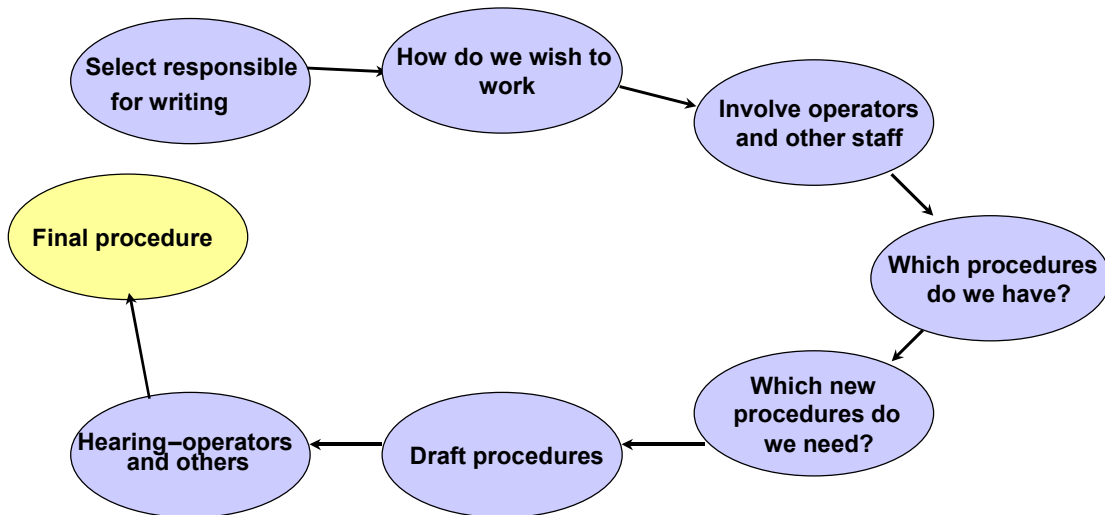 Select responsible
for writing
How do we wish to
work
Involve operators
and other staff
Which procedures
do we have?
Which new
procedures do
we need?
Draft procedures
Hearing–operators
and others
Final procedure